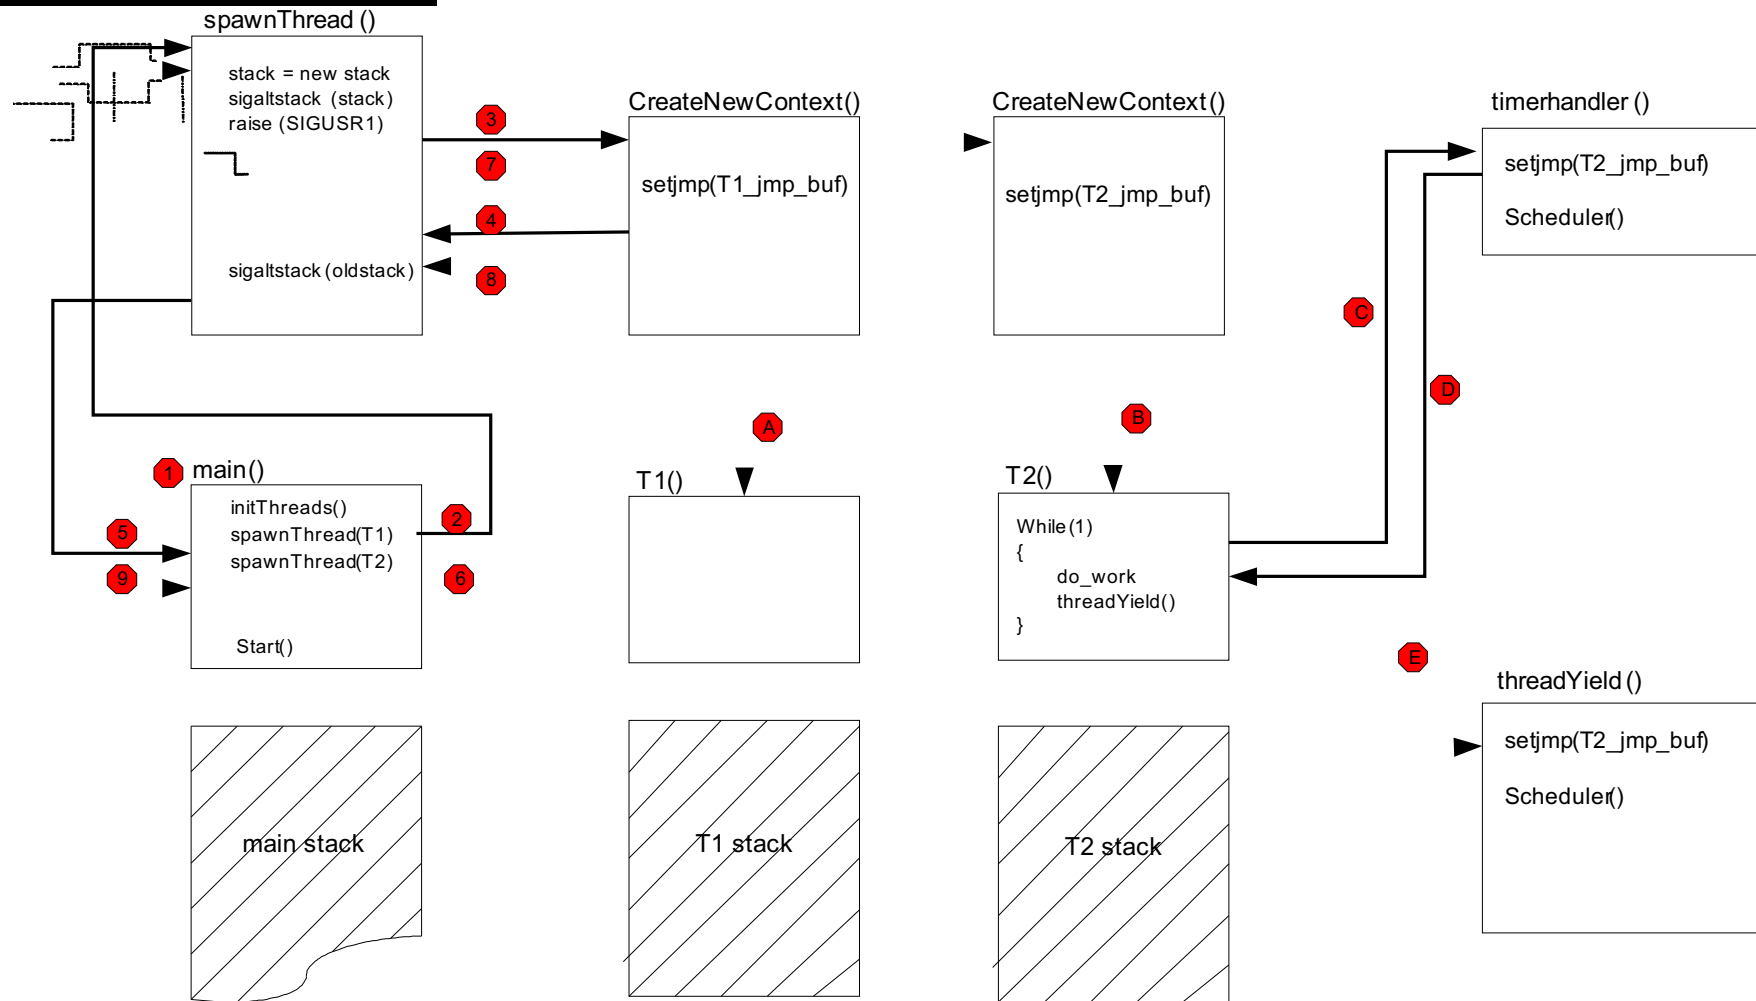 spawnThread ()
stack = new stack
sigaltstack (stack)
raise (SIGUSR1)
sigaltstack (oldstack)
3
7
4
8
CreateNewContext()
setjmp(T1_jmp_buf)
CreateNewContext()
setjmp(T2_jmp_buf)
timerhandler ()
setjmp(T2_jmp_buf)
Scheduler()
C
D
1
main()
initThreads()
spawnThread(T1)
spawnThread(T2)
Start()
5
9
2
6
A
T1()
B
T2()
While(1)
{
do_work
threadYield()
}
E
threadYield ()
setjmp(T2_jmp_buf)
Scheduler()
main stack
T1 stack
T2 stack